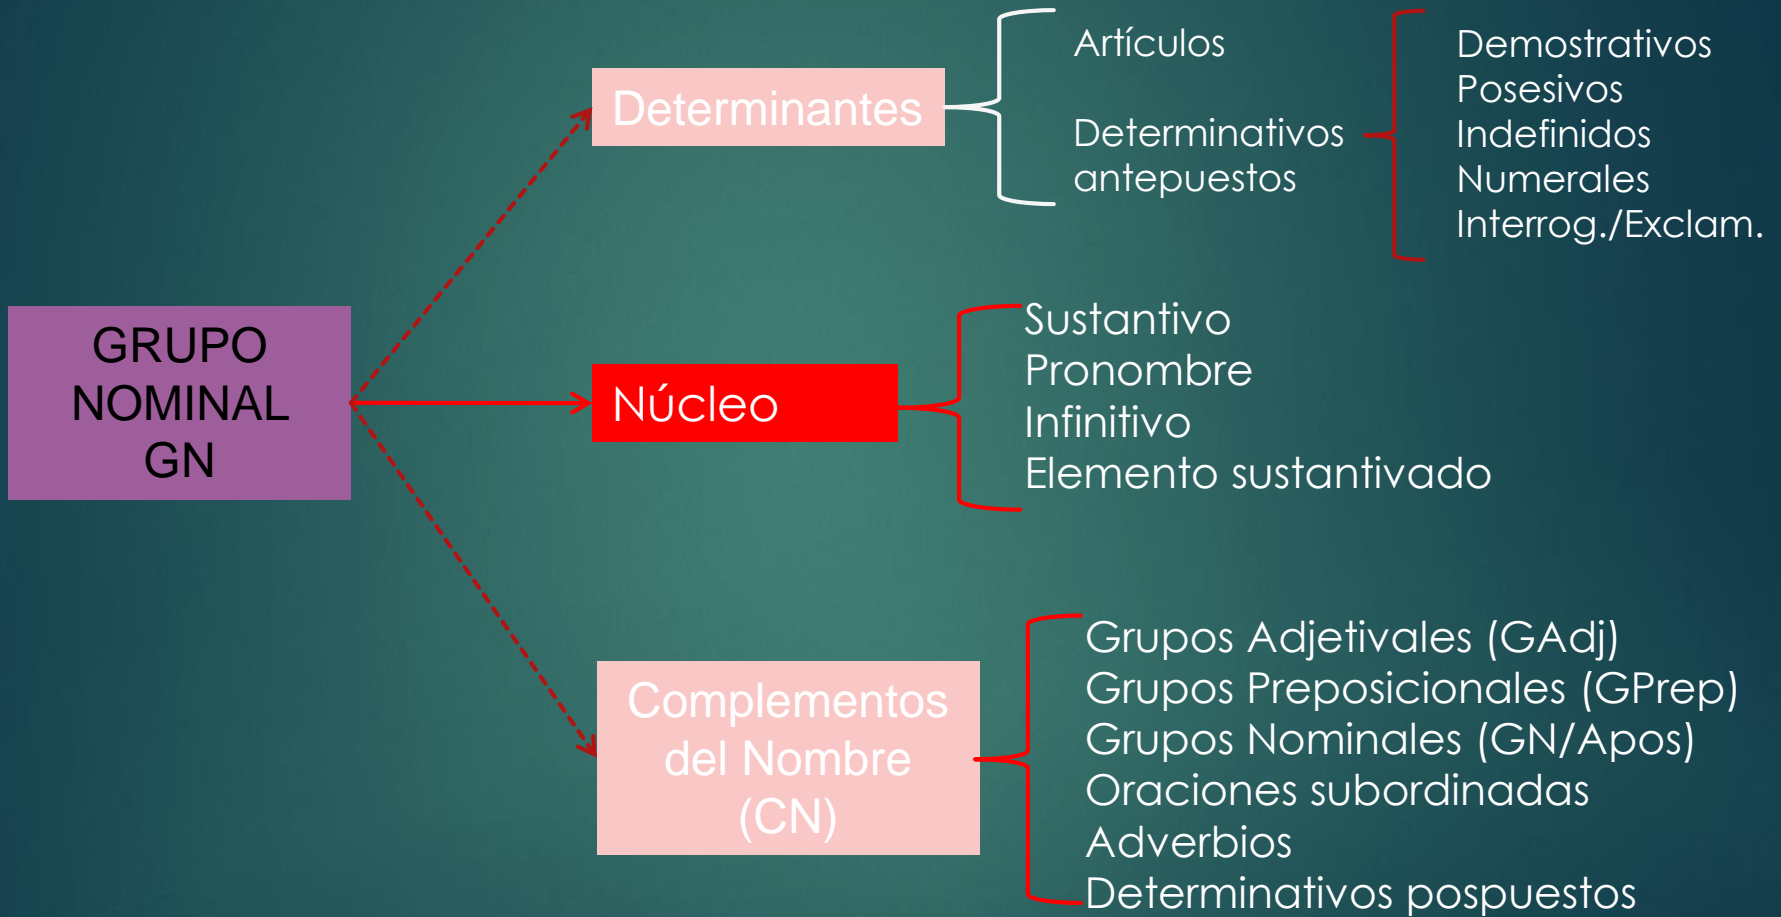 GRUPO
NOMINAL
GN
Determinantes
Artículos
Determinativos
antepuestos
Demostrativos
Posesivos
Indefinidos
Numerales
Interrog./Exclam.
Núcleo
Sustantivo
Pronombre
Infinitivo
Elemento sustantivado
Complementos
del Nombre
(CN)
Grupos Adjetivales (GAdj)
Grupos Preposicionales (GPrep)
Grupos Nominales (GN/Apos)
Oraciones subordinadas
Adverbios
Determinativos pospuestos